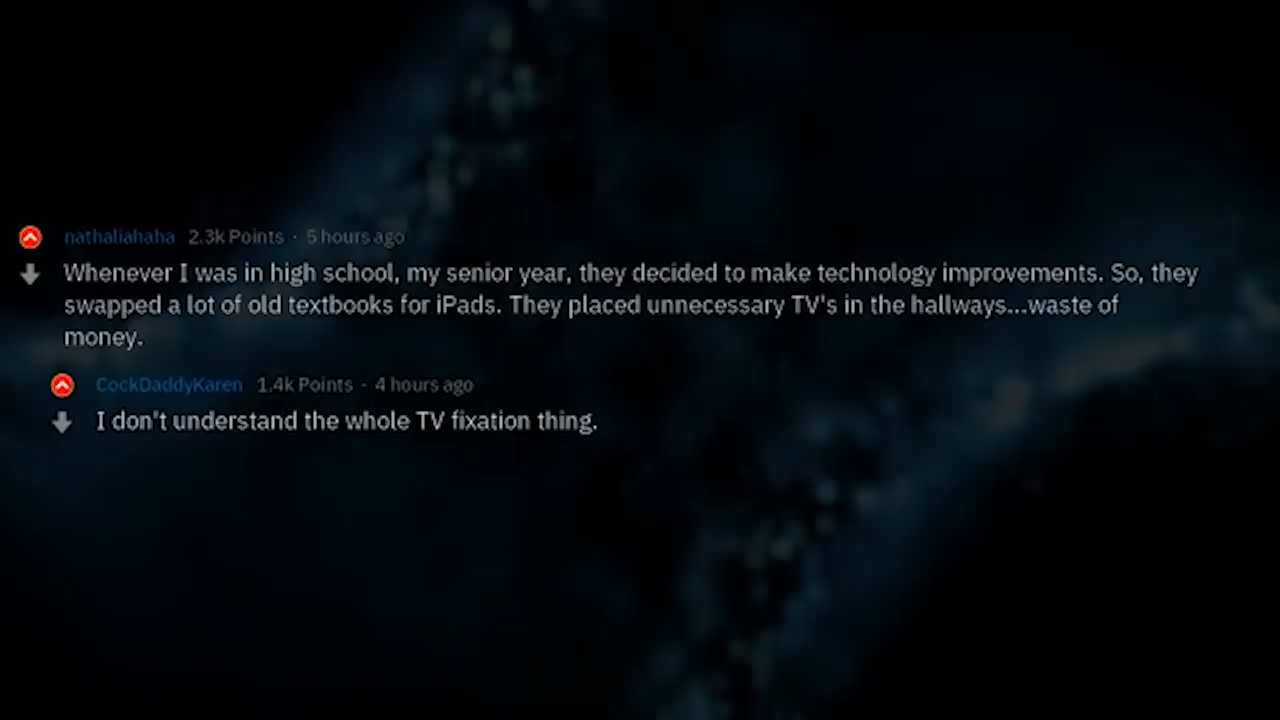 nathaliahaha 2.3k Points · 5 hours ago
Whenever I was in high school, my senior year, they decided to make technology improvements. So, they
swapped a lot of old textbooks for iPads. They placed unnecessary TV's in the hallways...waste of
money.
CockDaddyKaren 1.4k Points · 4 hours ago
I don't understand the whole TV fixation thing.